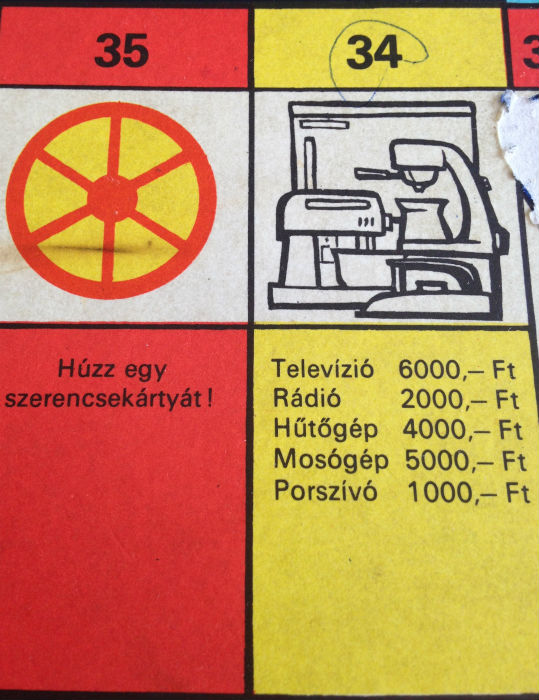 35
Húzz egy
szerencsekártyát!
34
Televízió 6000,— Ft
Rádió 2000,— Ft
Hűtőgép 4000,— Ft
Mosógép 5000,— Ft
Porszívó 1000,— Ft
3